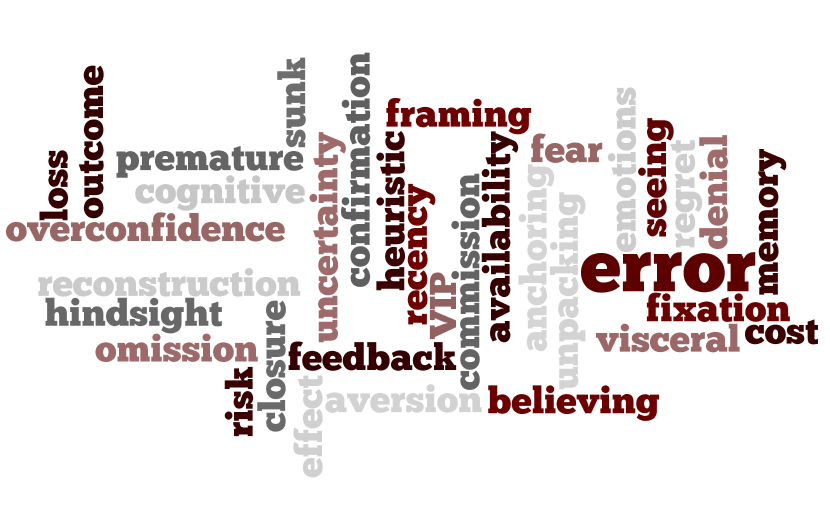 sunk
confirmation
outcome
framing
emotions
seeing
heuristic
availability
uncertainty
fear
regret
denial
premature
loss
memory
cognitive
anchoring
commission
recency
unpacking
overconfidence
error
reconstruction
VIP
hindsight
closure
fixation
cost
visceral
omission
feedback
risk
effect
aversion
believing